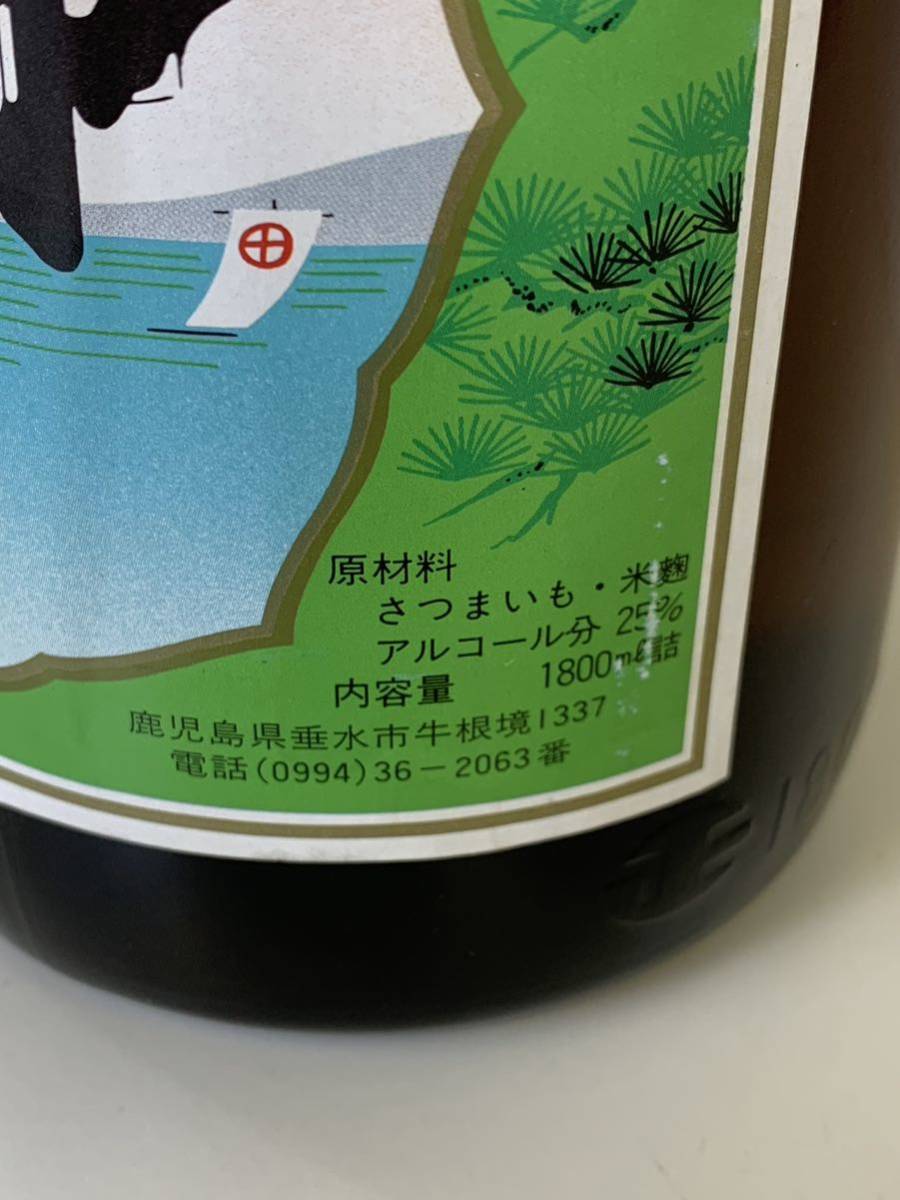 原材料
さつまいも・米麹
アルコール分 25%
内容量 1800mℓ詰
鹿児島県垂水市牛根境1337
電話(0994)36-2063番
正 18